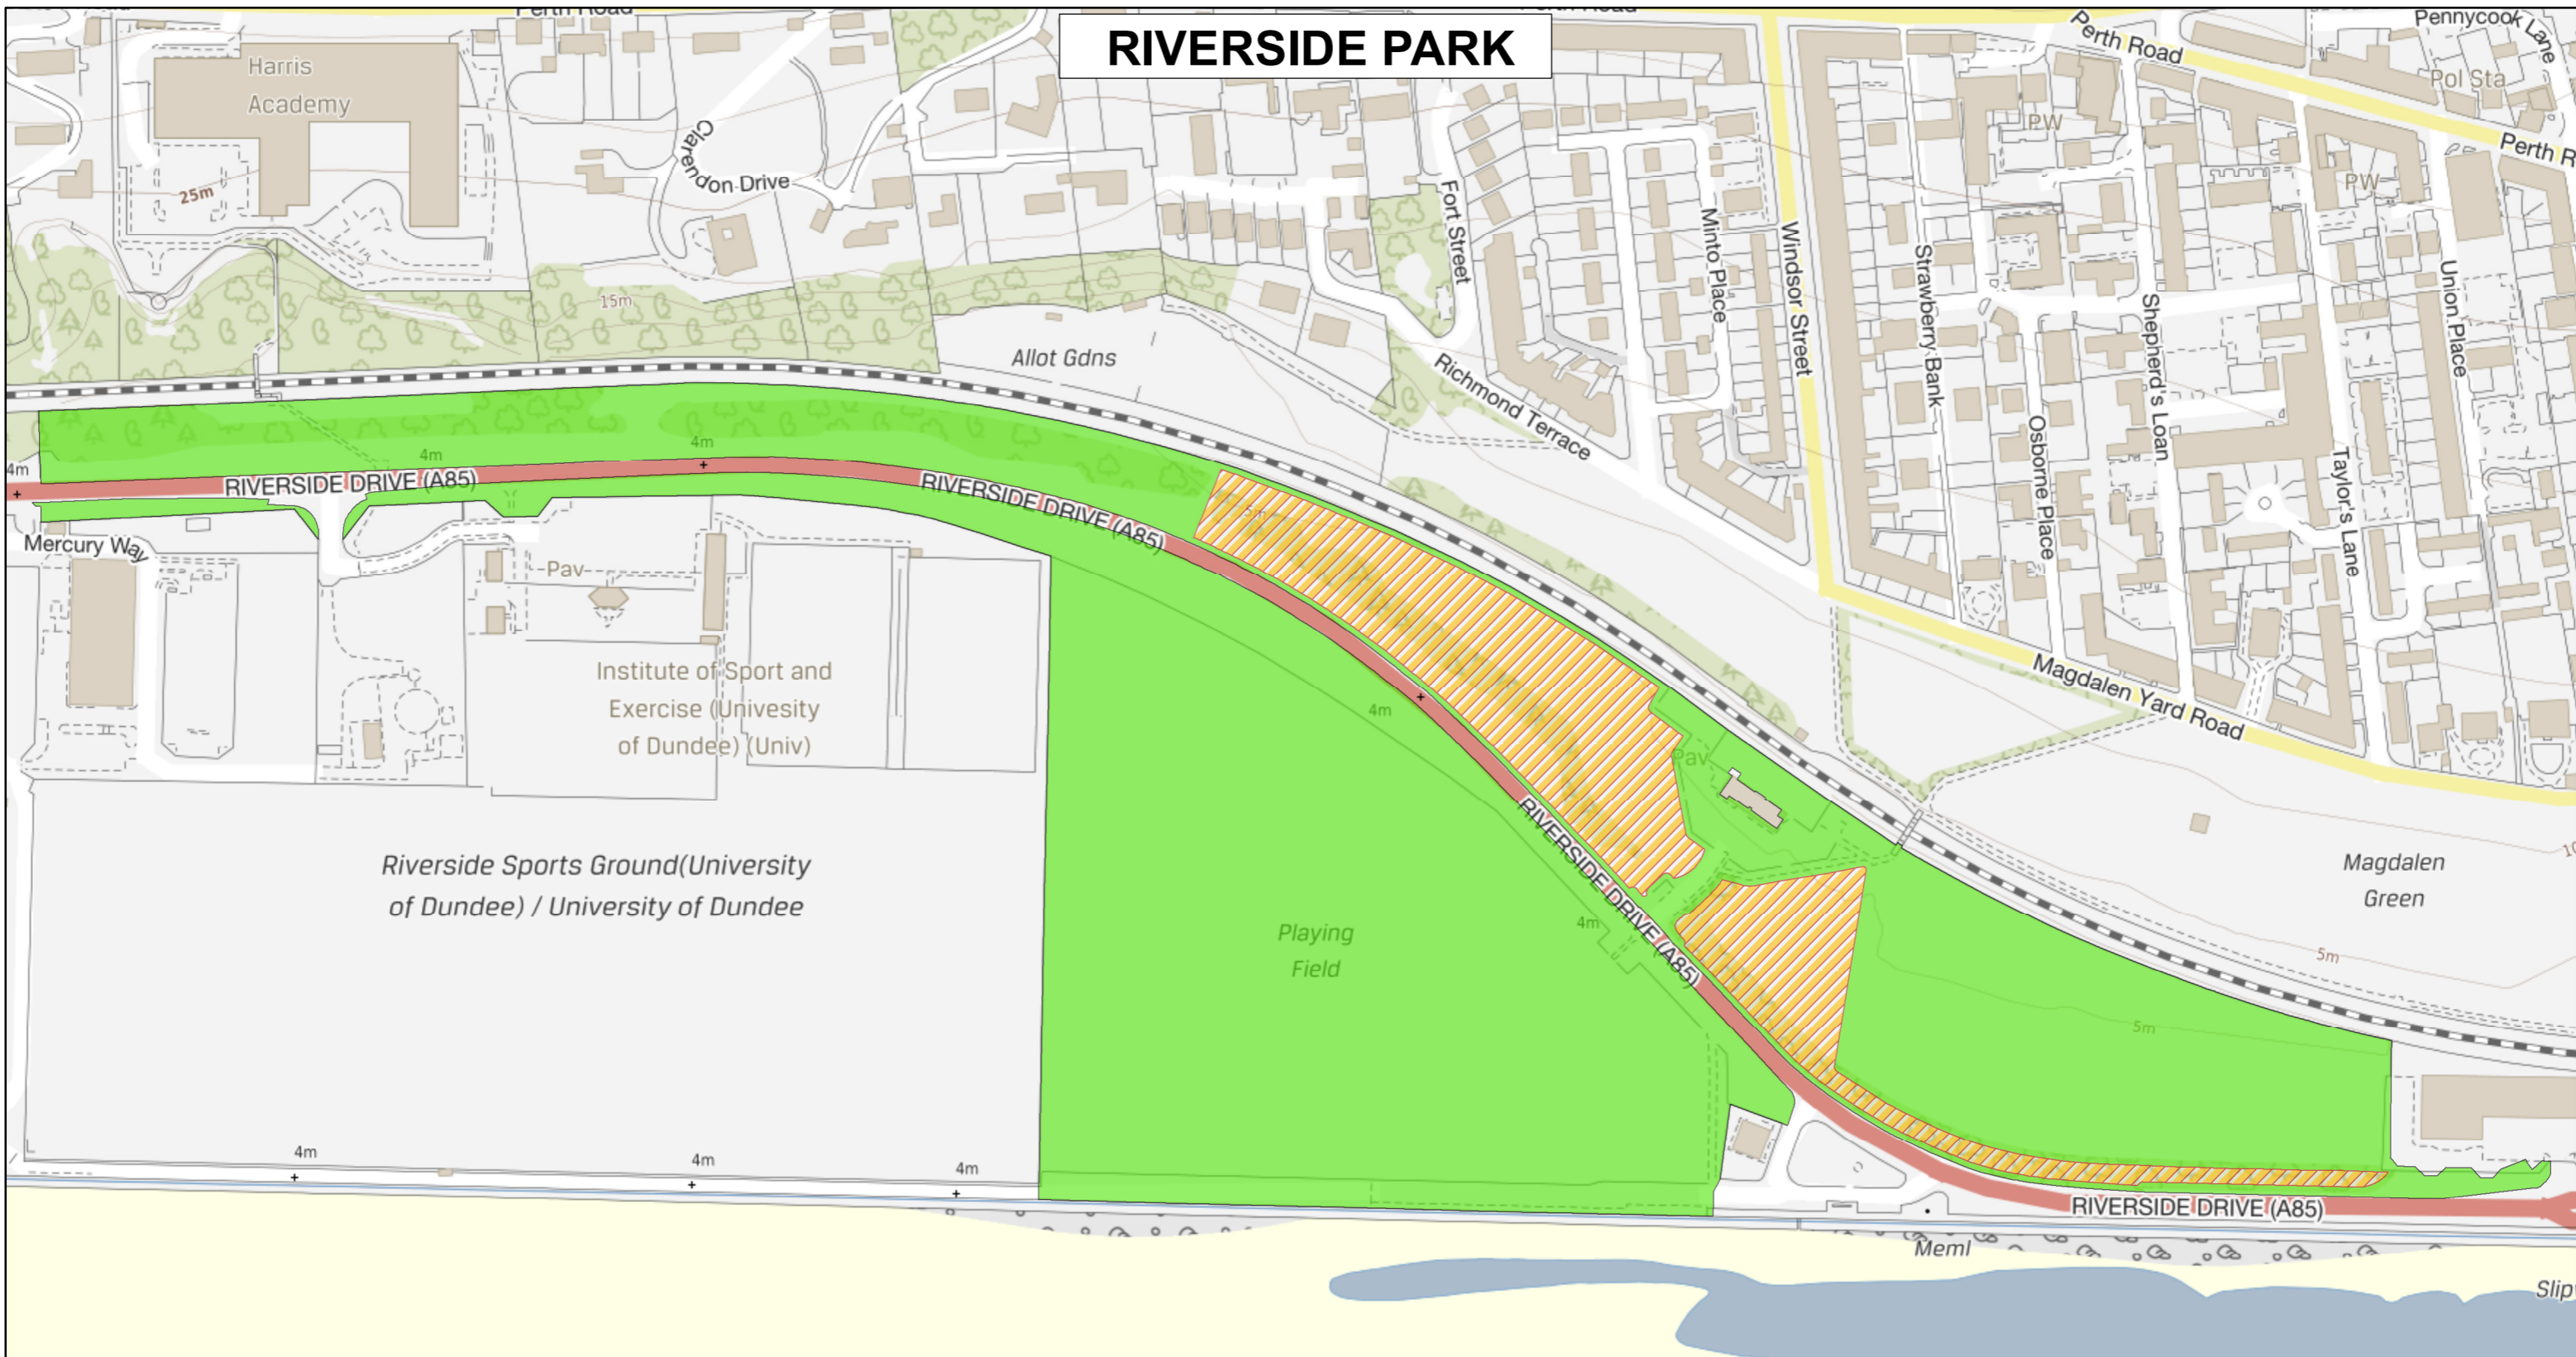 Perth Road
RIVERSIDE PARK
Perth Road
Pennycook Lane
Pol Sta
Harris
Academy
PW
Perth R
PW
Clarendon Drive
25m
Fort Street
Minto Place
Windsor Street
Strawberry Bank
Shepherd's Loan
Union Place
15m
Allot Gdns
Richmond Terrace
Osborne Place
Taylor's Lane
4m
4m
4m
RIVERSIDE DRIVE (A85)
RIVERSIDE DRIVE (A85)
5m
Mercury Way
Pav
Institute of Sport and
Exercise (Univesity
of Dundee) (Univ)
Magdalen Yard Road
4m
Pav
RIVERSIDE DRIVE (A85)
Riverside Sports Ground(University
of Dundee) / University of Dundee
Magdalen
Green
10
Playing
Field
4m
5m
5m
4m
4m
4m
RIVERSIDE DRIVE (A85)
Meml
Slip